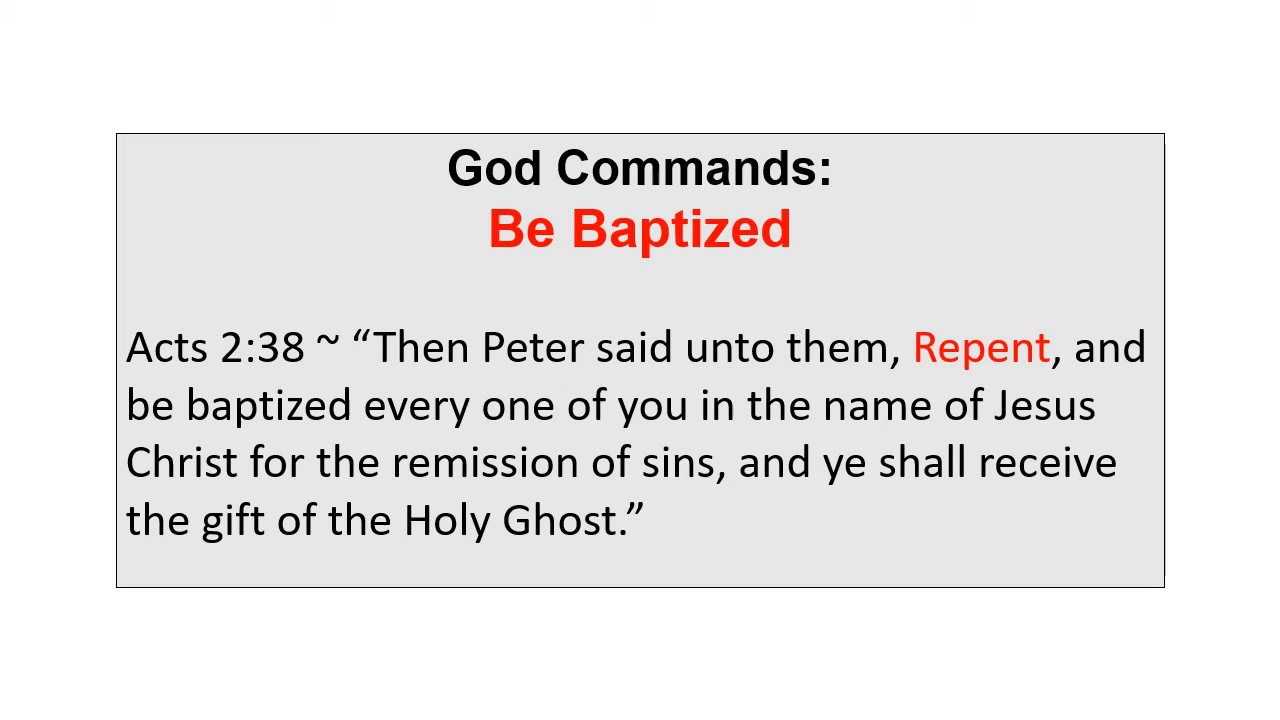 God Commands:
Be Baptized
Acts 2:38 ~ “Then Peter said unto them, Repent, and
be baptized every one of you in the name of Jesus
Christ for the remission of sins, and ye shall receive
the gift of the Holy Ghost.”